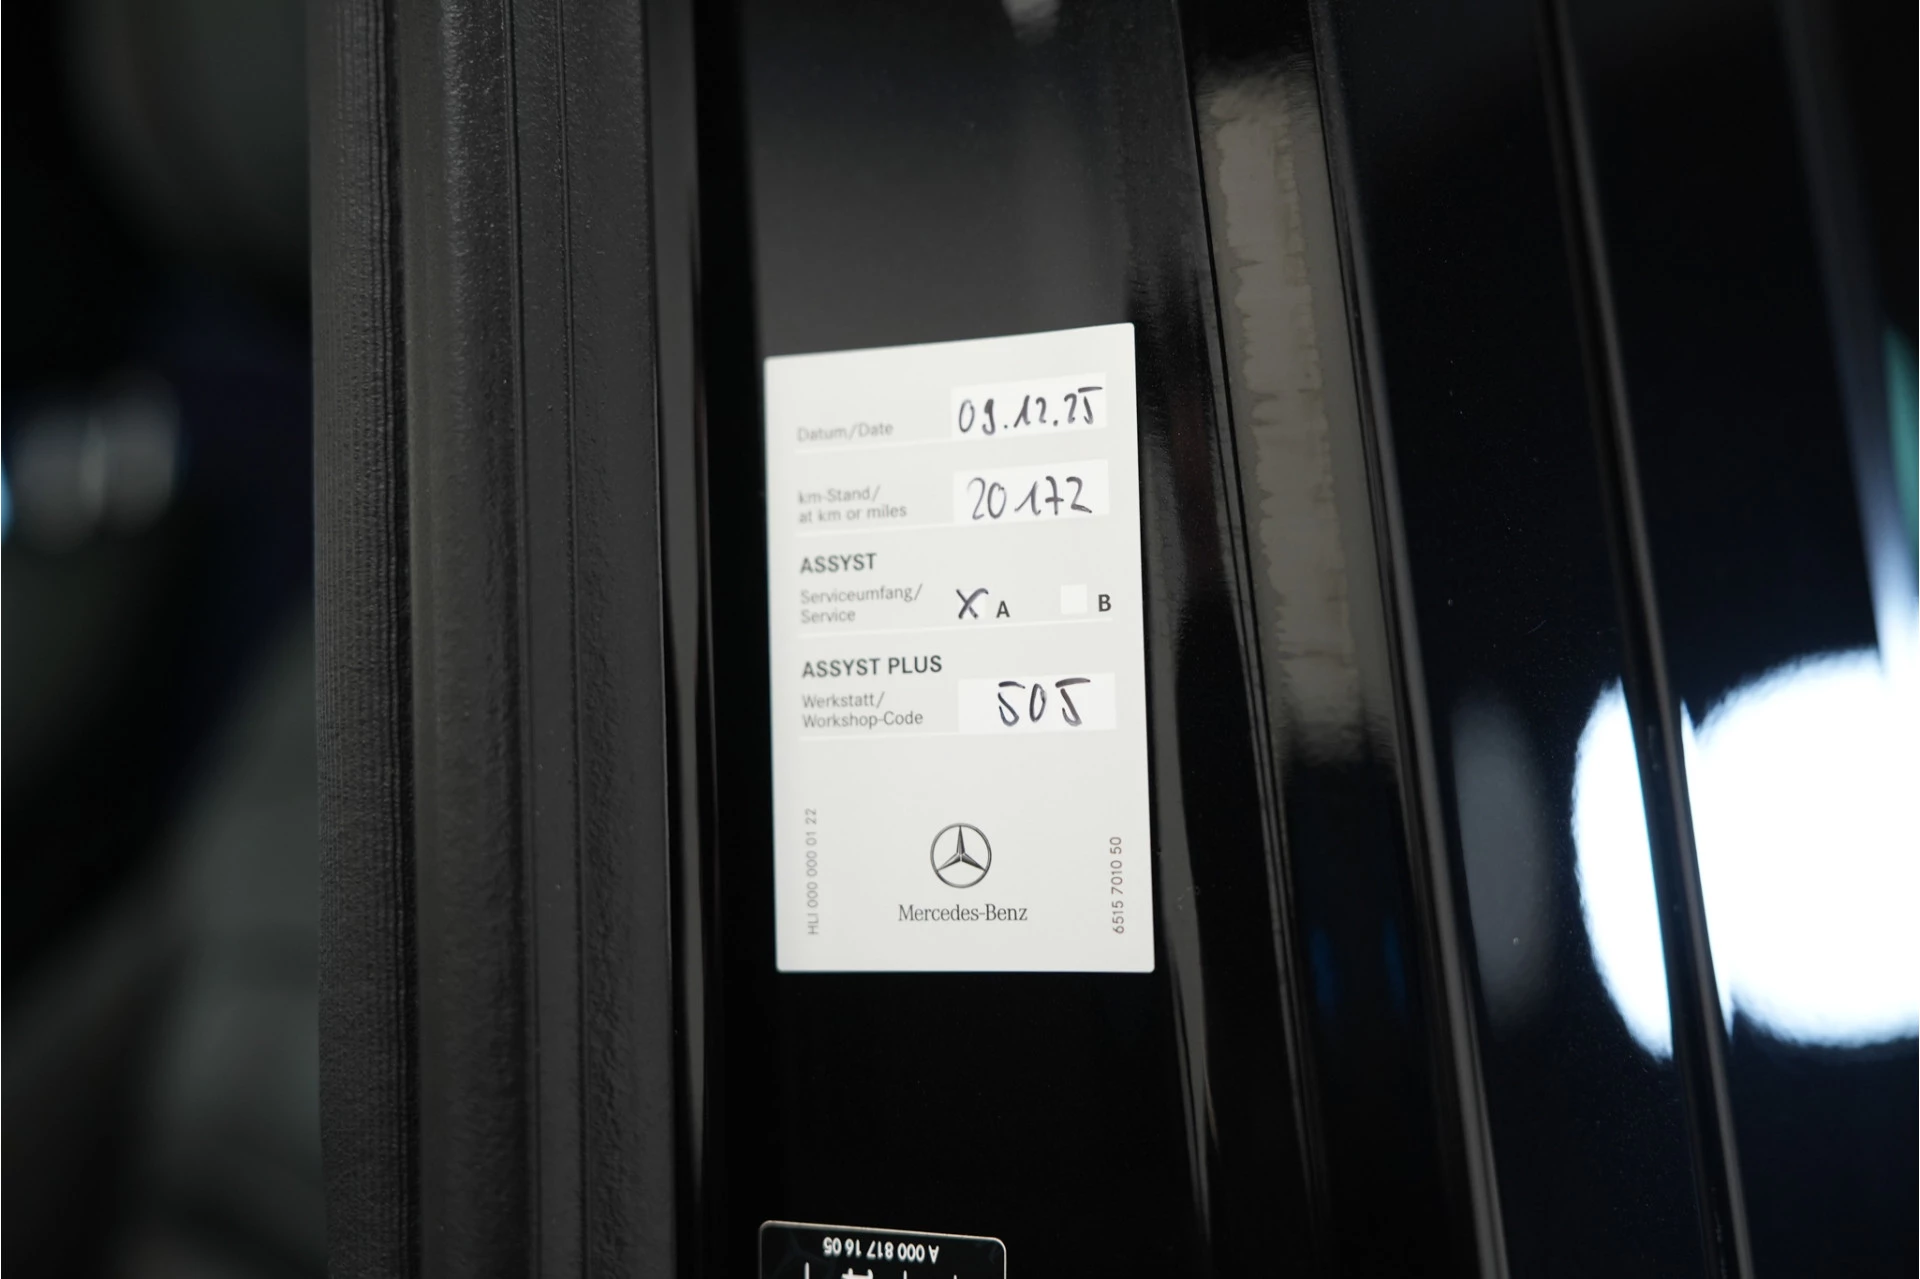 Datum/Date 09.12.25
km-Stand/
at km or miles 20172
ASSYST
Serviceumfang/
Service X A B
ASSYST PLUS
Werkstatt/
Workshop-Code 505
HLI 000 000 01 22
6515 7010 50
Mercedes-Benz
A 000 817 16 05